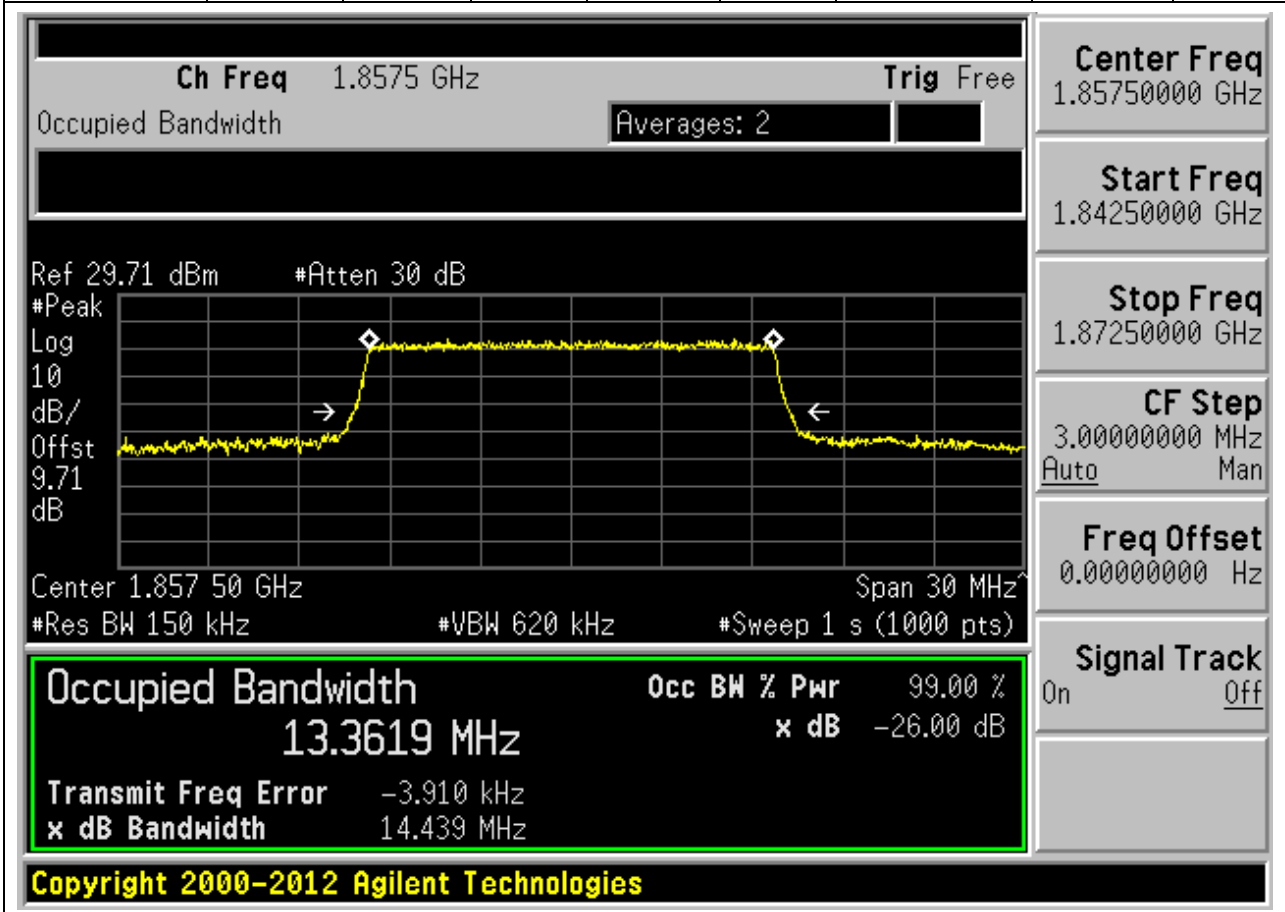 Ch Freq 1.8575 GHz Trig Free
Occupied Bandwidth Averages: 2
Ref 29.71 dBm #Atten 30 dB
#Peak
Log
10
dB/
Offst
9.71
dB
Center 1.857 50 GHz Span 30 MHz^
#Res BW 150 kHz #VBW 620 kHz #Sweep 1 s (1000 pts)
Occupied Bandwidth Occ BW % Pwr 99.00 %
13.3619 MHz x dB -26.00 dB
Transmit Freq Error -3.910 kHz
x dB Bandwidth 14.439 MHz
Center Freq
1.85750000 GHz
Start Freq
1.84250000 GHz
Stop Freq
1.87250000 GHz
CF Step
3.00000000 MHz
Auto Man
Freq Offset
0.00000000 Hz
Signal Track
On Off
Copyright 2000-2012 Agilent Technologies